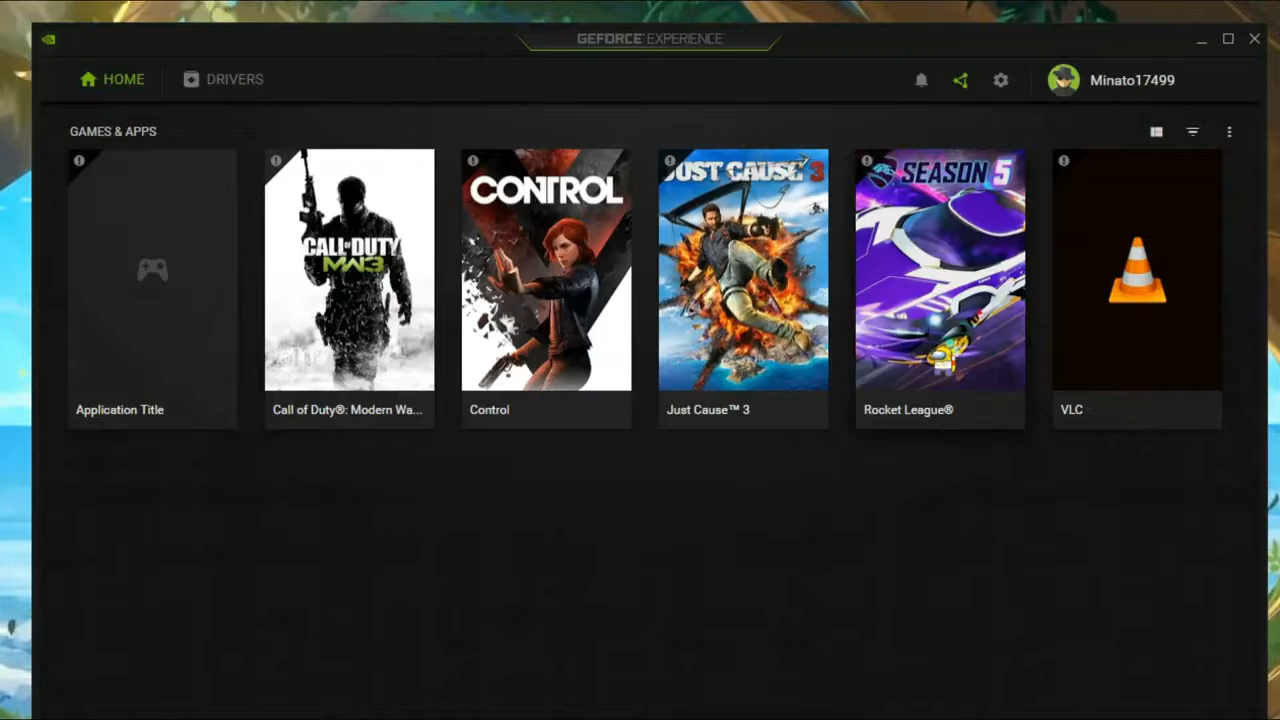 GEFORCE EXPERIENCE
HOME
DRIVERS
Minato17499
GAMES & APPS
CALL OF DUTY
MW3
CONTROL
JUST CAUSE 3
SEASON 5
Application Title
Call of Duty®: Modern Wa...
Control
Just Cause™ 3
Rocket League®
VLC